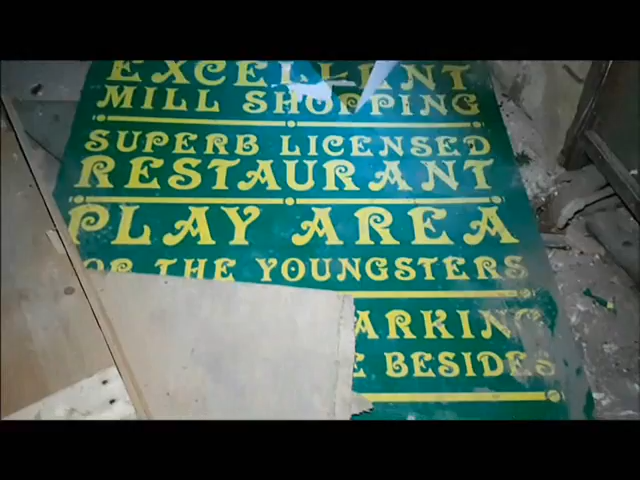 EXCELLENT
MILL SHOPPING
SUPERB LICENSED
RESTAURANT
PLAY AREA
THE YOUNGSTERS
BESIDES